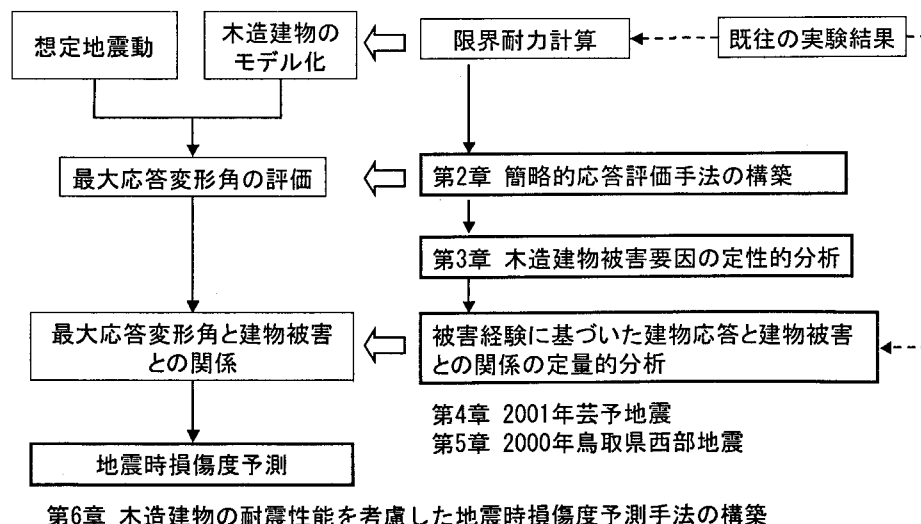 想定地震動
木造建物の
モデル化
限界耐力計算
既往の実験結果
最大応答変形角の評価
第2章 簡略的応答評価手法の構築
第3章 木造建物被害要因の定性的分析
最大応答変形角と建物被害
との関係
被害経験に基づいた建物応答と建物被害
との関係の定量的分析
第4章 2001年芸予地震
第5章 2000年鳥取県西部地震
地震時損傷度予測
第6章 木造建物の耐震性能を考慮した地震時損傷度予測手法の構築